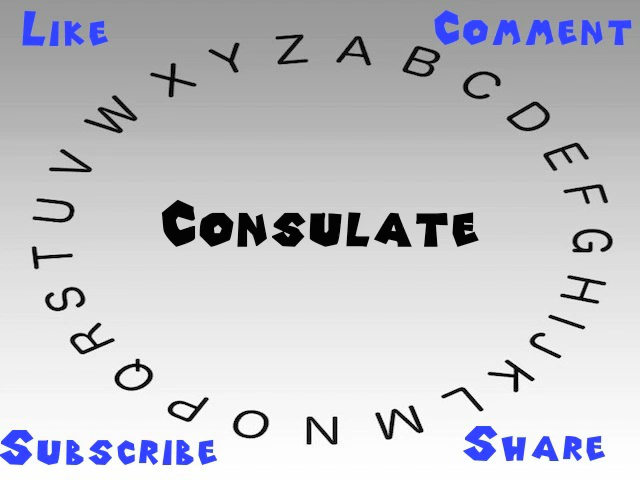 Like
Comment
A B C D E F G H I J K L M N O P Q R S T U V W X Y Z
Consulate
Subscribe
Share